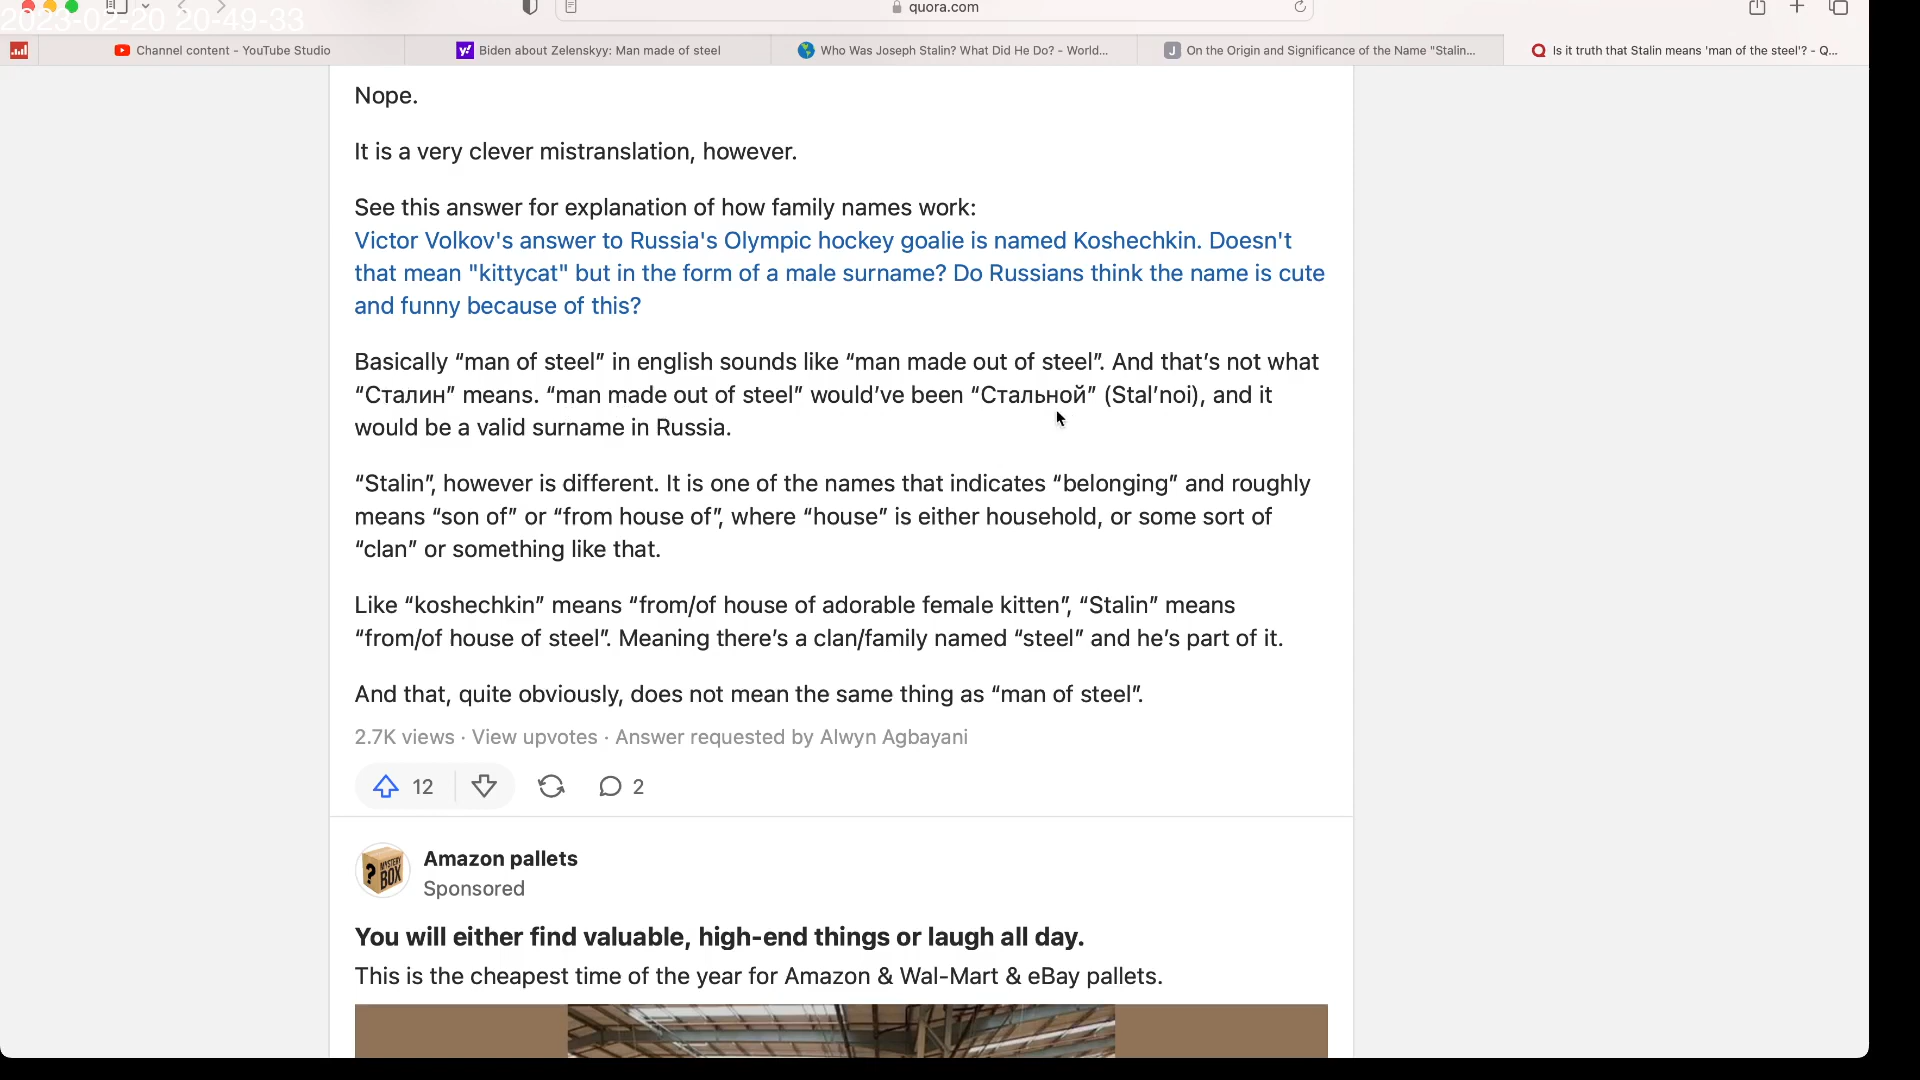 2023-02-20 20-49-33
quora.com
Channel content - YouTube Studio
Biden about Zelenskyy: Man made of steel
Who Was Joseph Stalin? What Did He Do? - World...
J On the Origin and Significance of the Name "Stalin...
Is it truth that Stalin means 'man of the steel'? - Q...
Nope.
It is a very clever mistranslation, however.
See this answer for explanation of how family names work:
Victor Volkov's answer to Russia's Olympic hockey goalie is named Koshechkin. Doesn't
that mean "kittycat" but in the form of a male surname? Do Russians think the name is cute
and funny because of this?
Basically “man of steel” in english sounds like “man made out of steel”. And that’s not what
“Сталин” means. “man made out of steel” would’ve been “Стальной” (Stal’noi), and it
would be a valid surname in Russia.
“Stalin”, however is different. It is one of the names that indicates “belonging” and roughly
means “son of” or “from house of”, where “house” is either household, or some sort of
“clan” or something like that.
Like “koshechkin” means “from/of house of adorable female kitten”, “Stalin” means
“from/of house of steel”. Meaning there’s a clan/family named “steel” and he’s part of it.
And that, quite obviously, does not mean the same thing as “man of steel”.
2.7K views · View upvotes · Answer requested by Alwyn Agbayani
12
2
? MYSTERY BOX
Amazon pallets
Sponsored
You will either find valuable, high-end things or laugh all day.
This is the cheapest time of the year for Amazon & Wal-Mart & eBay pallets.